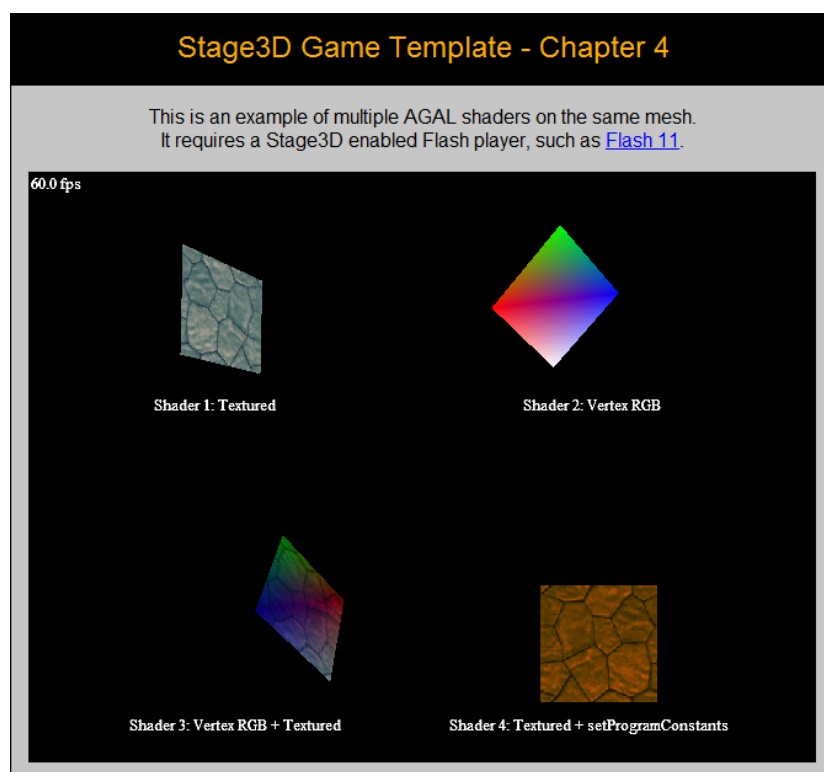 Stage3D Game Template - Chapter 4
This is an example of multiple AGAL shaders on the same mesh.
It requires a Stage3D enabled Flash player, such as Flash 11.
60.0 fps
Shader 1: Textured
Shader 2: Vertex RGB
Shader 3: Vertex RGB + Textured
Shader 4: Textured + setProgramConstants